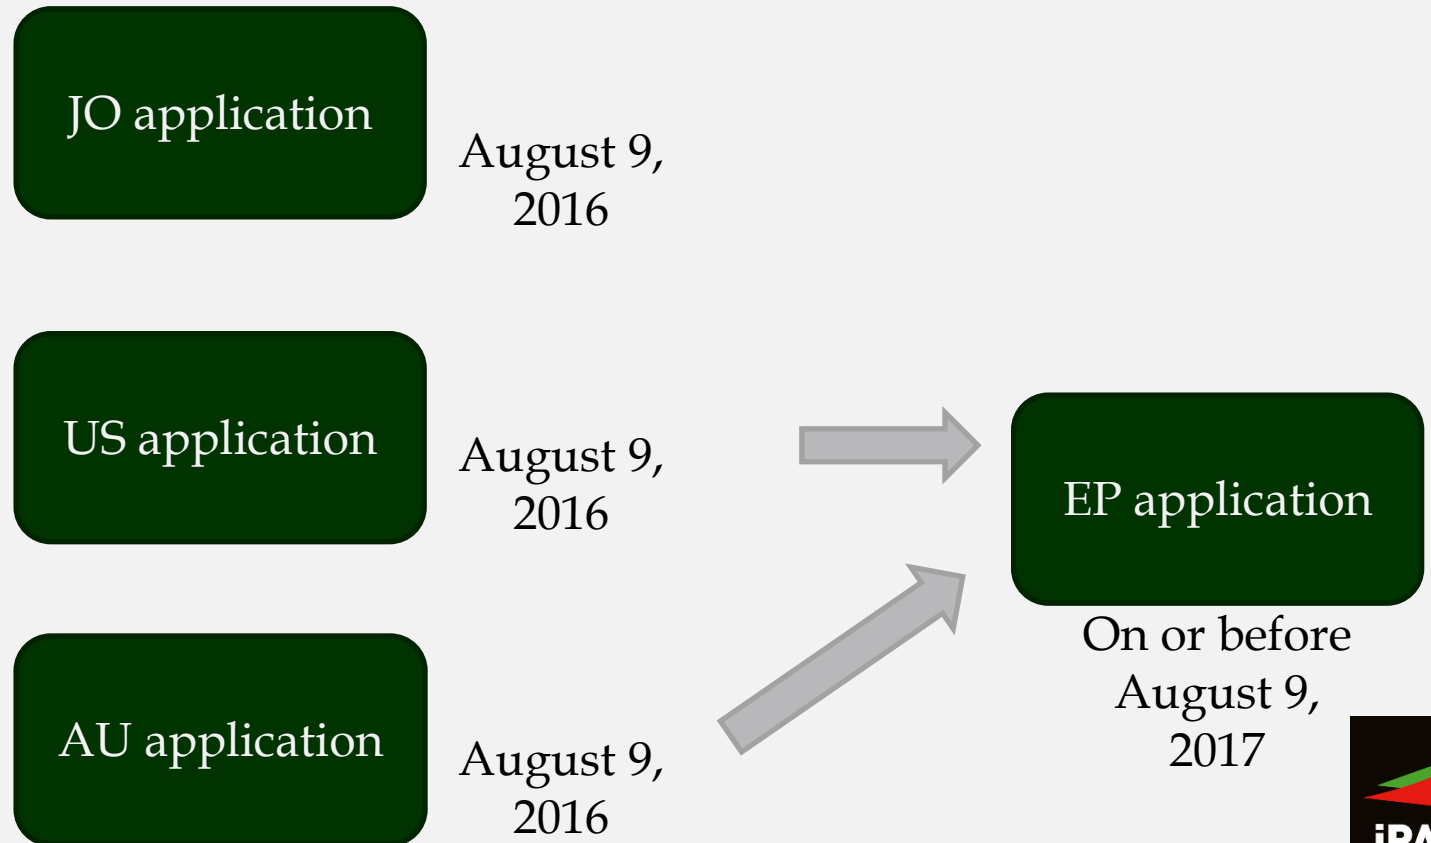 JO application
August 9,
2016
US application
August 9,
2016
EP application
On or before
August 9,
2017
AU application
August 9,
2016